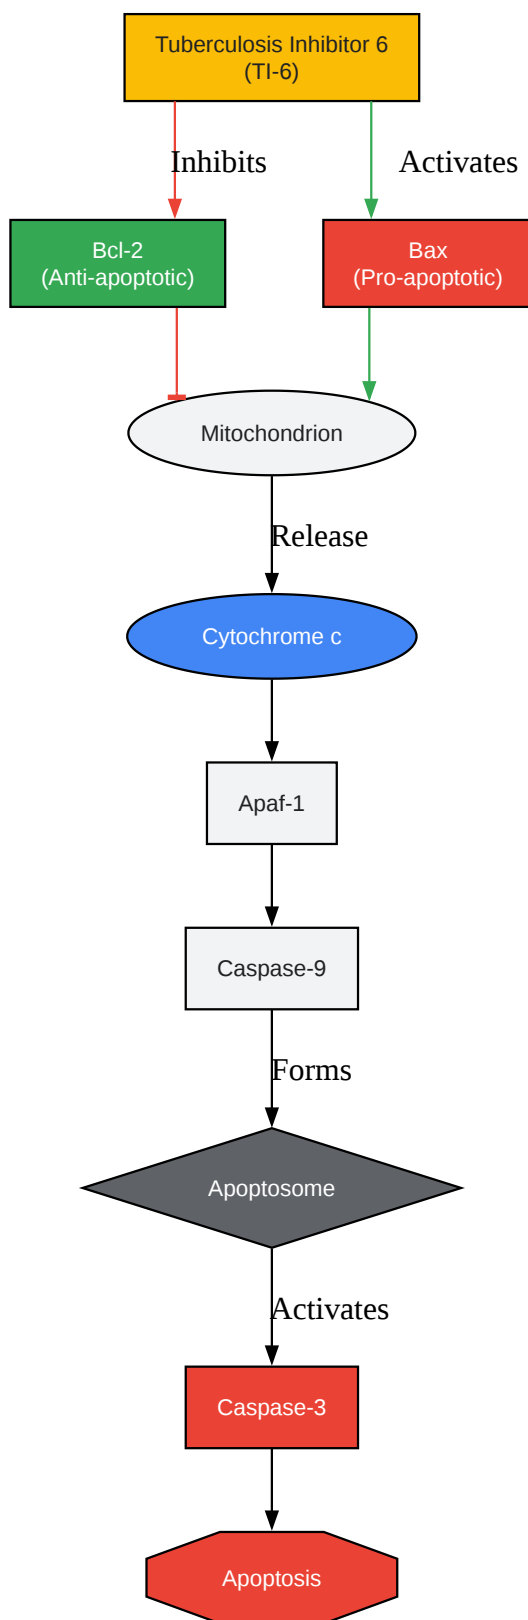 Tuberculosis Inhibitor 6
(TI-6)
Inhibits
Activates
Bcl-2
(Anti-apoptotic)
Bax
(Pro-apoptotic)
Mitochondrion
Release
Cytochrome c
Apaf-1
Caspase-9
Forms
Apoptosome
Activates
Caspase-3
Apoptosis